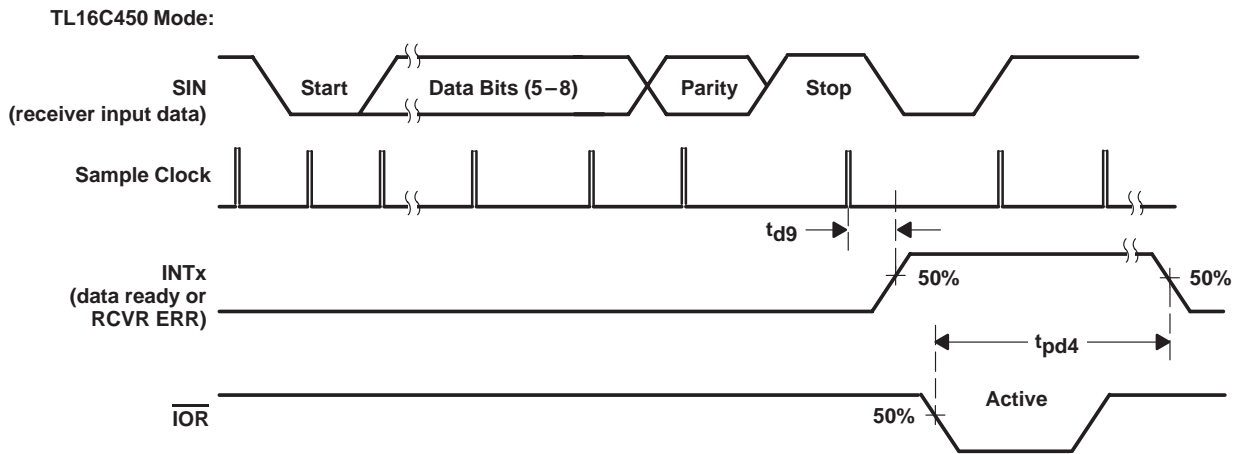 TL16C450 Mode:
SIN
(receiver input data)
Start
Data Bits (5–8)
Parity
Stop
Sample Clock
td9
INTx
(data ready or
RCVR ERR)
50%
50%
tpd4
IOR
50%
Active